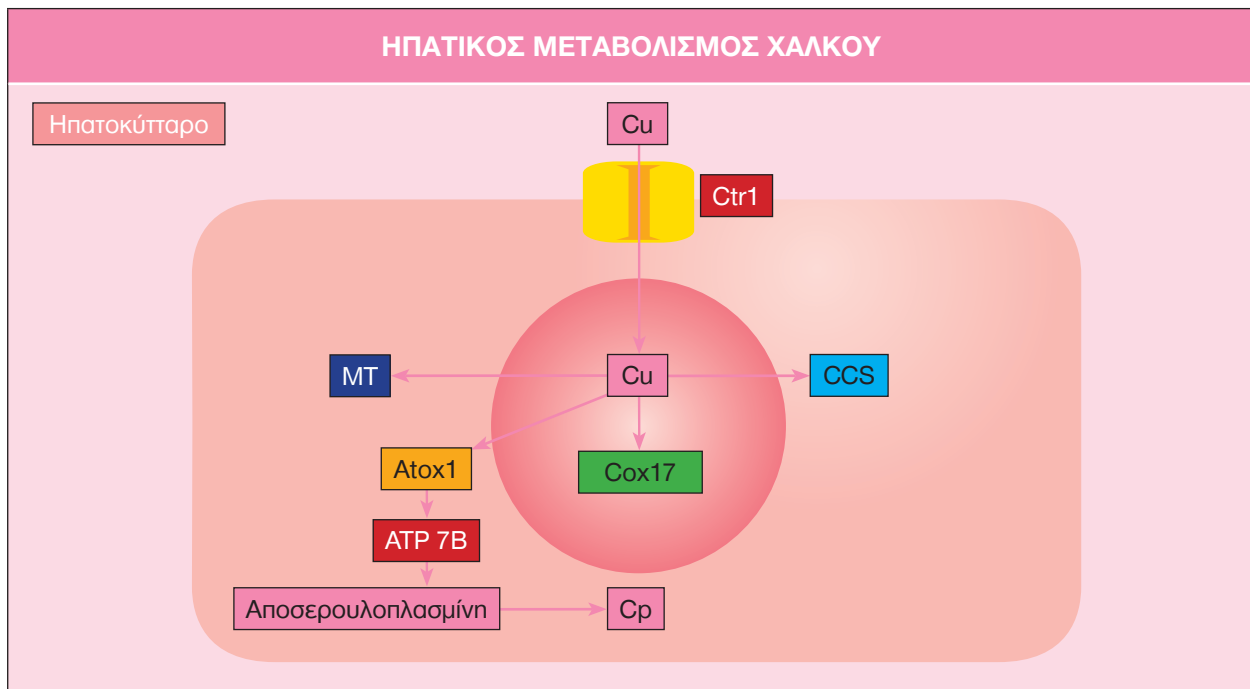 ΗΠΑΤΙΚΟΣ ΜΕΤΑΒΟΛΙΣΜΟΣ ΧΑΛΚΟΥ
Ηπατοκύτταρο
Cu
Ctr1
MT
Cu
CCS
Atox1
Cox17
ATP 7B
Αποσερουλοπλασμίνη
Cp